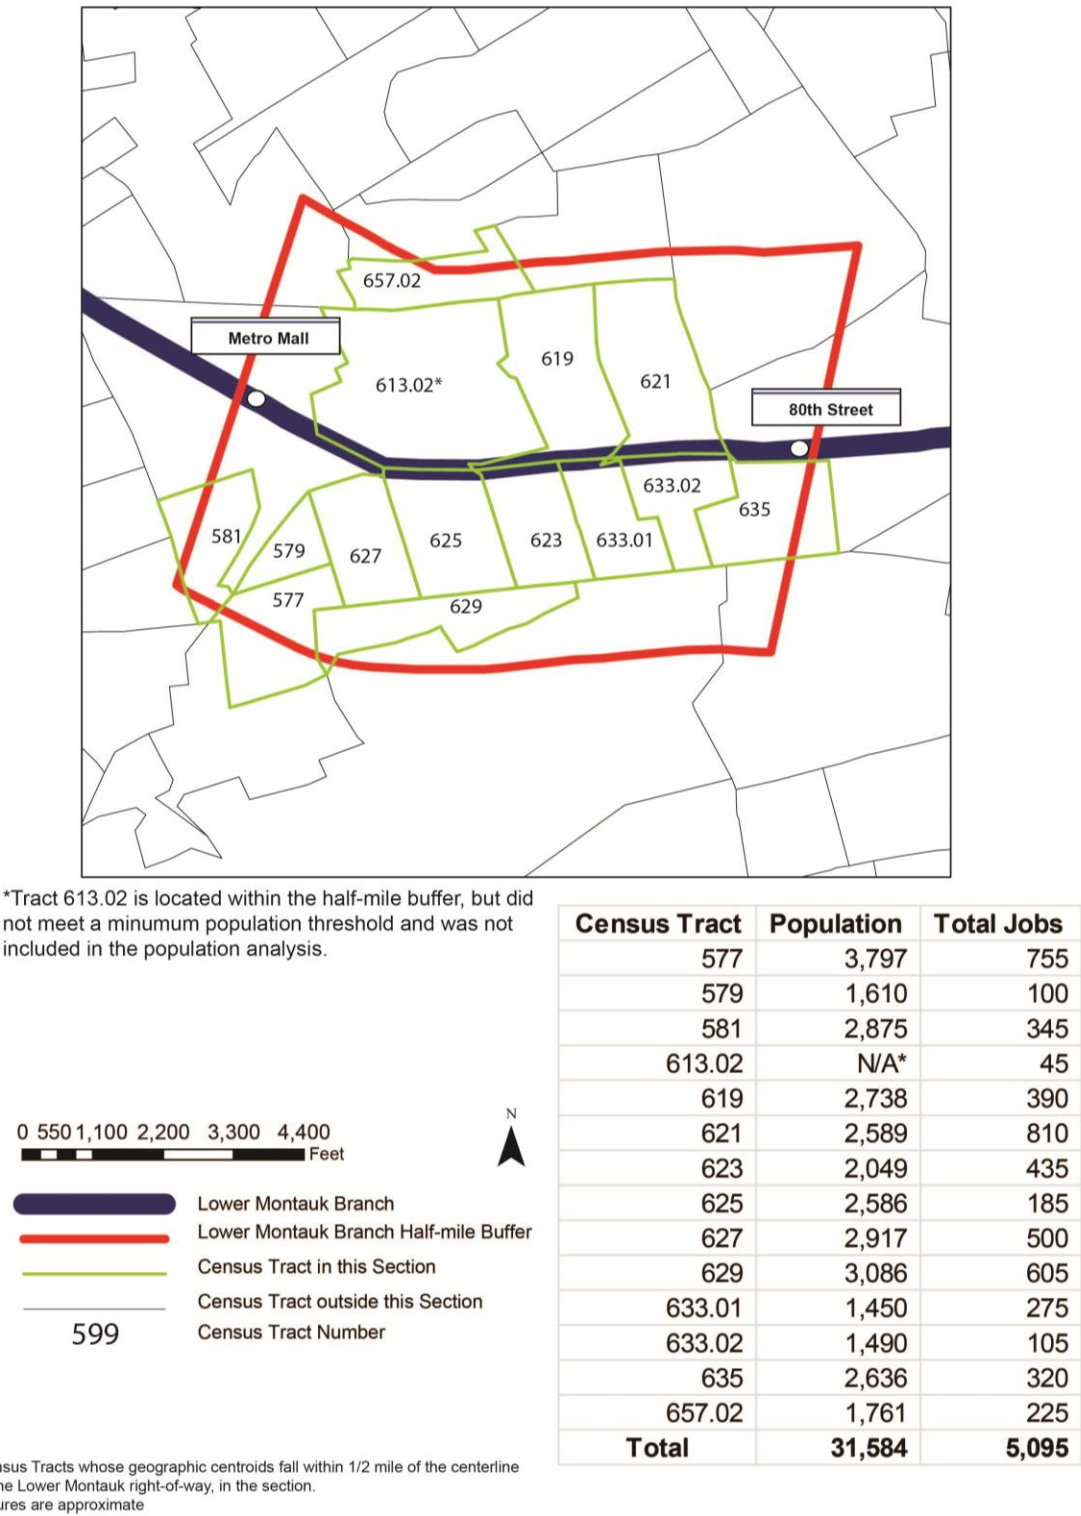 657.02
Metro Mall
619
613.02*
621
80th Street
633.02
635
581
579
627
625
623
633.01
577
629
*Tract 613.02 is located within the half-mile buffer, but did
not meet a minumum population threshold and was not
included in the population analysis.
Census Tract Population Total Jobs
577 3,797 755
579 1,610 100
581 2,875 345
613.02 N/A* 45
619 2,738 390
621 2,589 810
623 2,049 435
625 2,586 185
627 2,917 500
629 3,086 605
633.01 1,450 275
633.02 1,490 105
635 2,636 320
657.02 1,761 225
Total 31,584 5,095
0 550 1,100 2,200 3,300 4,400
Feet
N
Lower Montauk Branch
Lower Montauk Branch Half-mile Buffer
Census Tract in this Section
Census Tract outside this Section
599 Census Tract Number
nsus Tracts whose geographic centroids fall within 1/2 mile of the centerline
ne Lower Montauk right-of-way, in the section.
ures are approximate